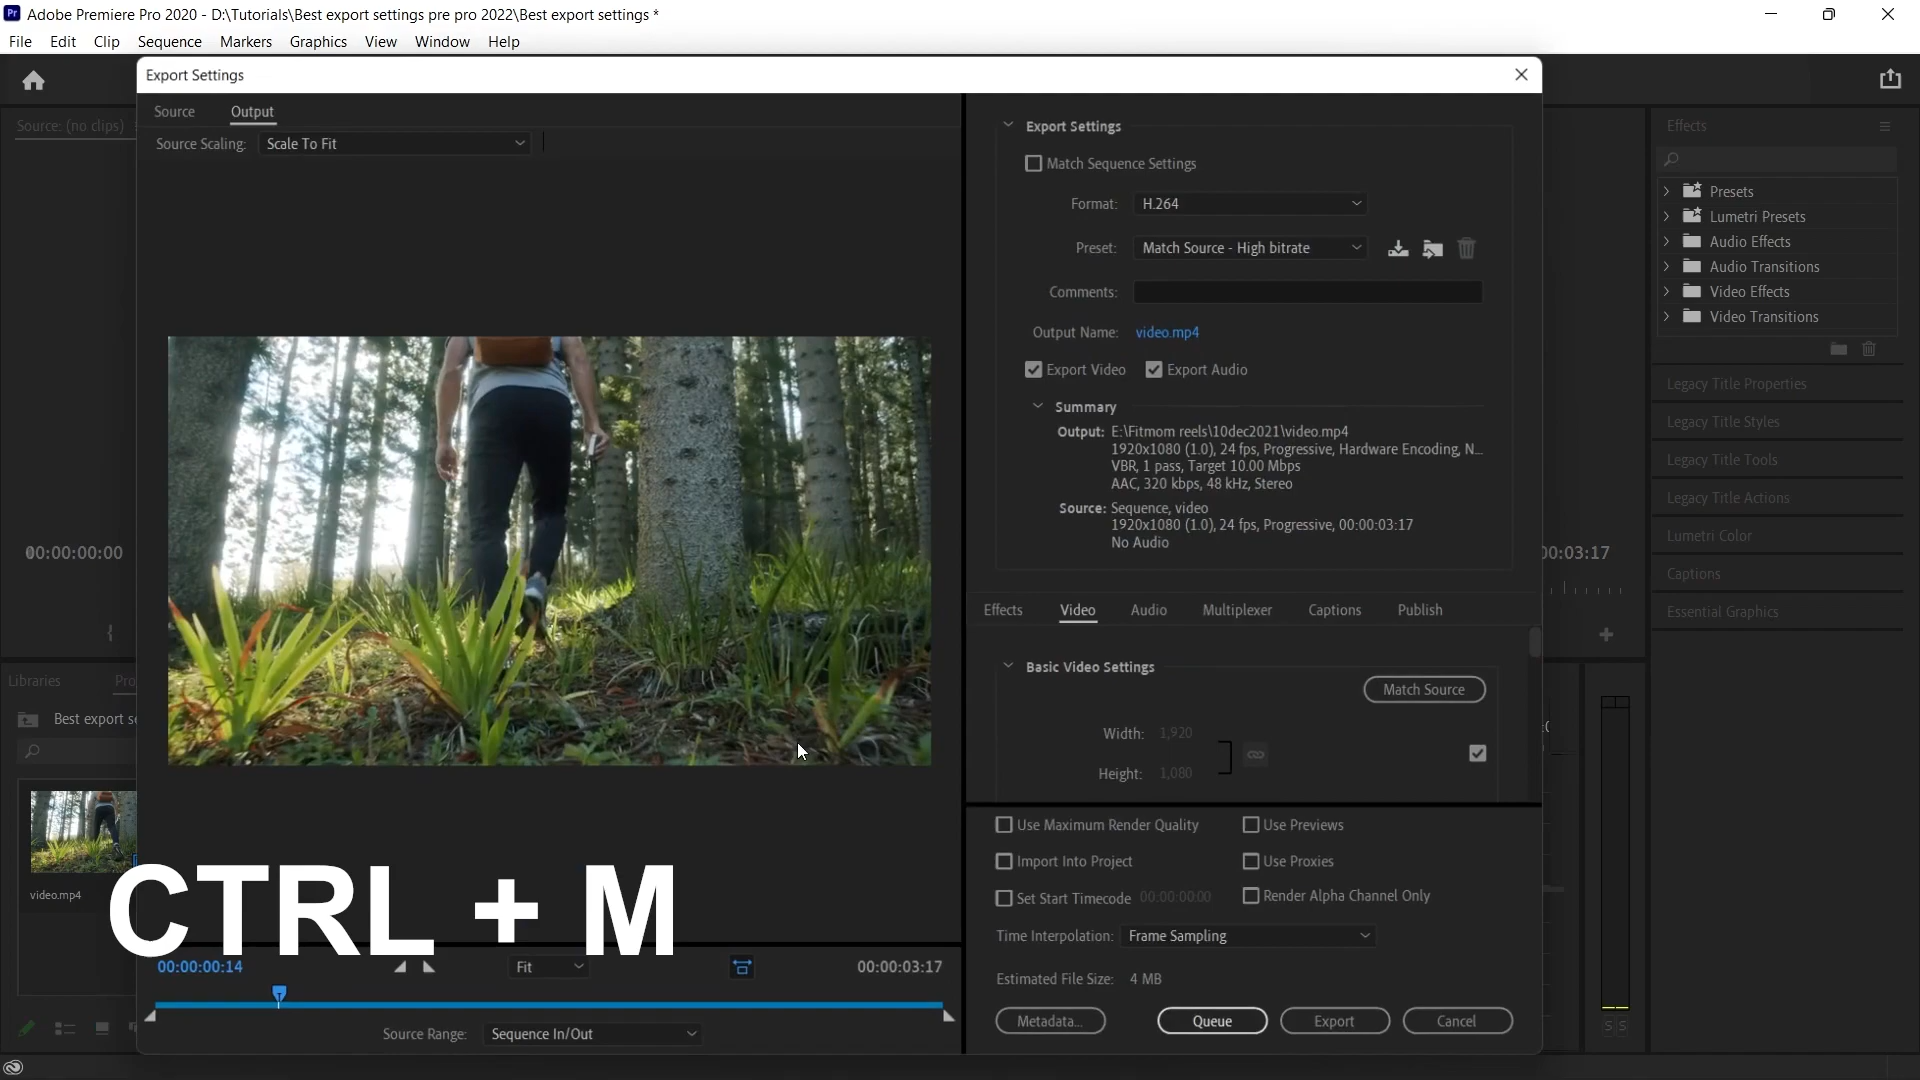 Pr Adobe Premiere Pro 2020 - D:\Tutorials\Best export settings pre pro 2022\Best export settings *
File Edit Clip Sequence Markers Graphics View Window Help
Export Settings
Source: (no clips)
Source Output
Source Scaling: Scale To Fit
Export Settings
Match Sequence Settings
Format: H.264
Preset: Match Source - High bitrate
Comments:
Output Name: video.mp4
Export Video Export Audio
Summary
Output: E:\Fitmom reels\10dec2021\video.mp4
1920x1080 (1.0), 24 fps, Progressive, Hardware Encoding, N...
VBR, 1 pass, Target 10.00 Mbps
AAC, 320 kbps, 48 kHz, Stereo
Source: Sequence, video
1920x1080 (1.0), 24 fps, Progressive, 00:00:03:17
No Audio
Effects Video Audio Multiplexer Captions Publish
Basic Video Settings
Match Source
Width: 1,920
Height: 1,080
Use Maximum Render Quality Use Previews
Import Into Project Use Proxies
Set Start Timecode 00:00:00:00 Render Alpha Channel Only
Time Interpolation: Frame Sampling
Estimated File Size: 4 MB
Metadata... Queue Export Cancel
Effects
Presets
Lumetri Presets
Audio Effects
Audio Transitions
Video Effects
Video Transitions
Legacy Title Properties
Legacy Title Styles
Legacy Title Tools
Legacy Title Actions
Lumetri Color
Captions
Essential Graphics
00:00:00:00
00:03:17
Libraries Pro
Best export se
video.mp4
CTRL + M
00:00:00:14 Fit 00:00:03:17
Source Range: Sequence In/Out
S S